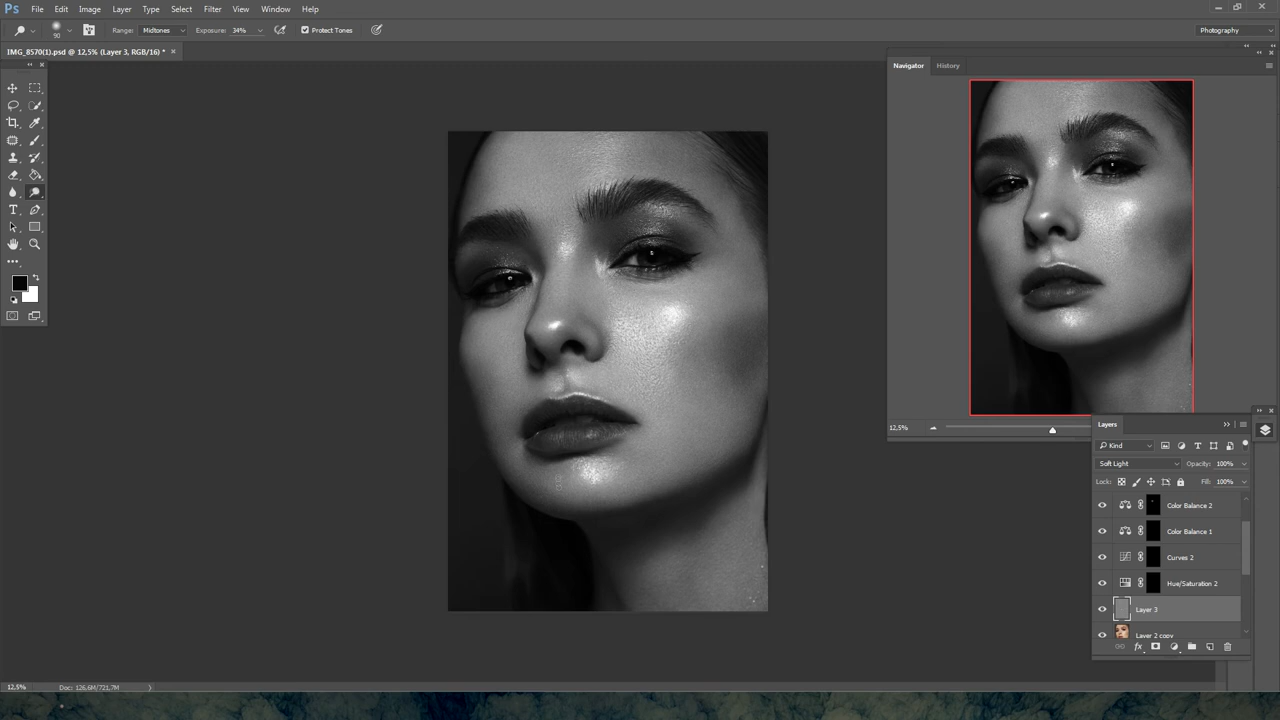 Ps File Edit Image Layer Type Select Filter View Window Help
90 Range: Midtones Exposure: 34% Protect Tones Photography
IMG_8570(1).psd @ 12,5% (Layer 3, RGB/16) * ×
Navigator History
12,5%
Layers
Kind
Soft Light Opacity: 100%
Lock: Fill: 100%
Color Balance 2
Color Balance 1
Curves 2
Hue/Saturation 2
Layer 3
Layer 2 copy
fx
12,5% Doc: 126,6M/721,7M